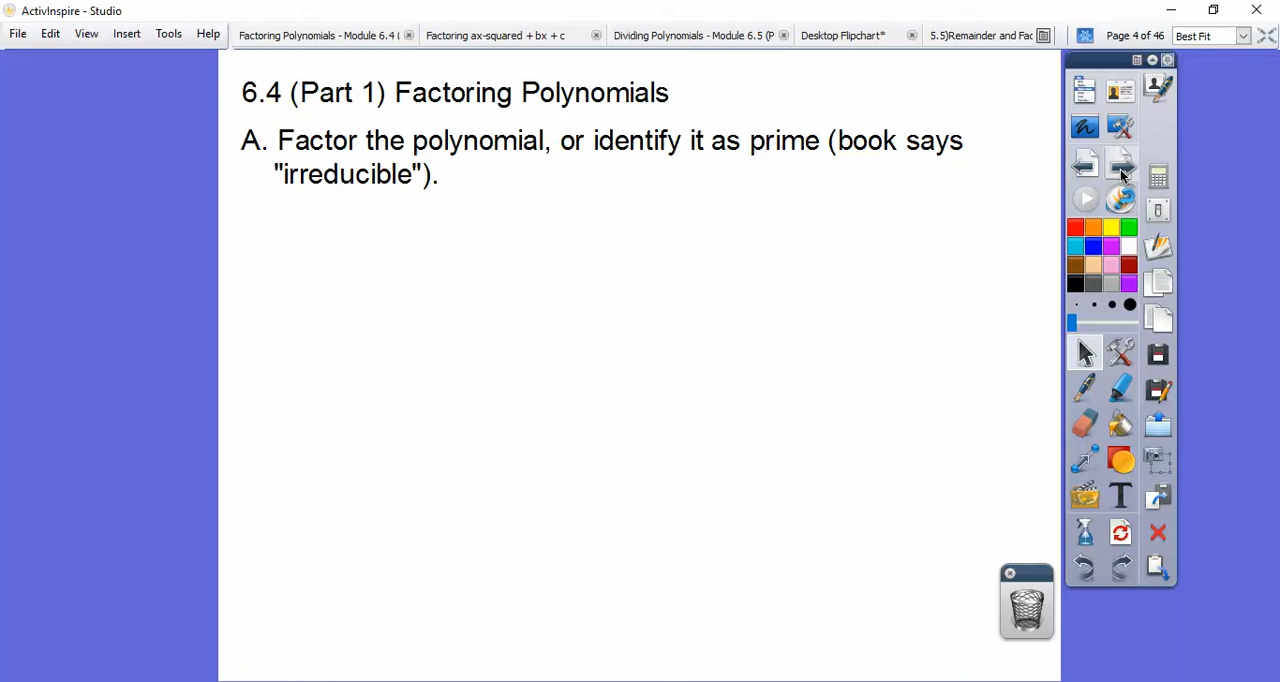 ActivInspire - Studio
File Edit View Insert Tools Help
Factoring Polynomials - Module 6.4 (
Factoring ax-squared + bx + c
Dividing Polynomials - Module 6.5 (P
Desktop Flipchart*
5.5)Remainder and Fac
Page 4 of 46
Best Fit
6.4 (Part 1) Factoring Polynomials
A. Factor the polynomial, or identify it as prime (book says
"irreducible").